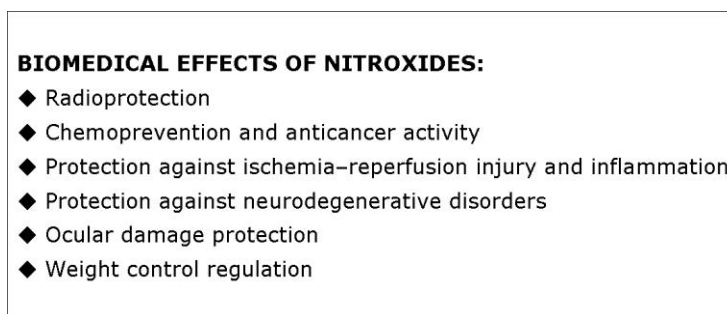 BIOMEDICAL EFFECTS OF NITROXIDES:
◆ Radioprotection
◆ Chemoprevention and anticancer activity
◆ Protection against ischemia–reperfusion injury and inflammation
◆ Protection against neurodegenerative disorders
◆ Ocular damage protection
◆ Weight control regulation